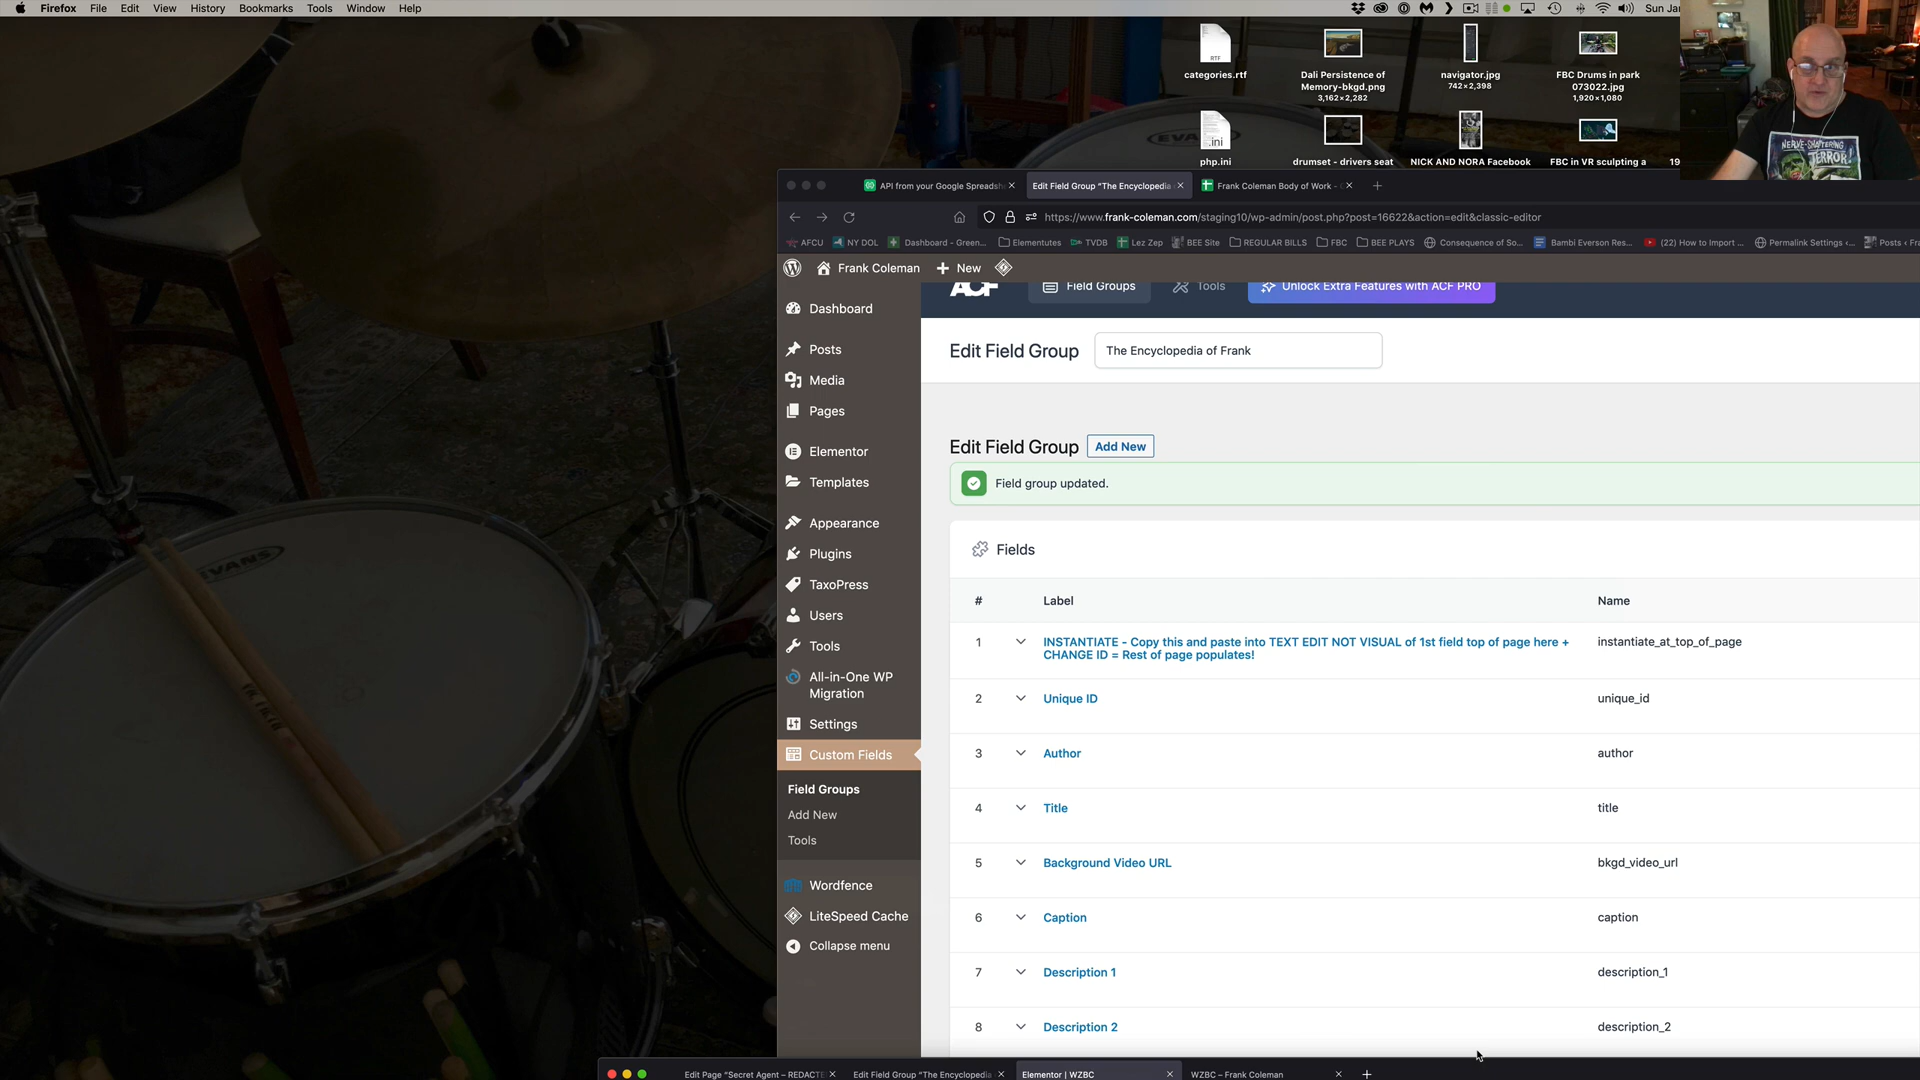 Firefox File Edit View History Bookmarks Tools Window Help
Sun Jan
RTF
categories.rtf
Dali Persistence of
Memory-bkgd.png
3,162×2,282
navigator.jpg
742×2,398
FBC Drums in park
073022.jpg
1,920×1,080
.ini
php.ini
drumset - drivers seat
NICK AND NORA Facebook
FBC in VR sculpting a
19
NERVE-SHATTERING
TERROR!
EVANS
EVANS
API from your Google Spreadsh
Edit Field Group "The Encyclopedia
Frank Coleman Body of Work -
https://www.frank-coleman.com/staging10/wp-admin/post.php?post=16622&action=edit&classic-editor
AFCU NY DOL Dashboard - Green... Elementutes TVDB Lez Zep BEE Site REGULAR BILLS FBC BEE PLAYS Consequence of So... Bambi Everson Res... (22) How to Import ... Permalink Settings ‹... Posts ‹ Fra
Frank Coleman
New
ACF
Field Groups
Tools
Unlock Extra Features with ACF PRO
Dashboard
Posts
Media
Pages
Elementor
Templates
Appearance
Plugins
TaxoPress
Users
Tools
All-in-One WP
Migration
Settings
Custom Fields
Field Groups
Add New
Tools
Wordfence
LiteSpeed Cache
Collapse menu
Edit Field Group
The Encyclopedia of Frank
Edit Field Group
Add New
Field group updated.
Fields
# Label Name
1 INSTANTIATE - Copy this and paste into TEXT EDIT NOT VISUAL of 1st field top of page here + instantiate_at_top_of_page
CHANGE ID = Rest of page populates!
2 Unique ID unique_id
3 Author author
4 Title title
5 Background Video URL bkgd_video_url
6 Caption caption
7 Description 1 description_1
8 Description 2 description_2
Edit Page "Secret Agent – REDACTE
Edit Field Group "The Encyclopedia
Elementor | WZBC
WZBC – Frank Coleman